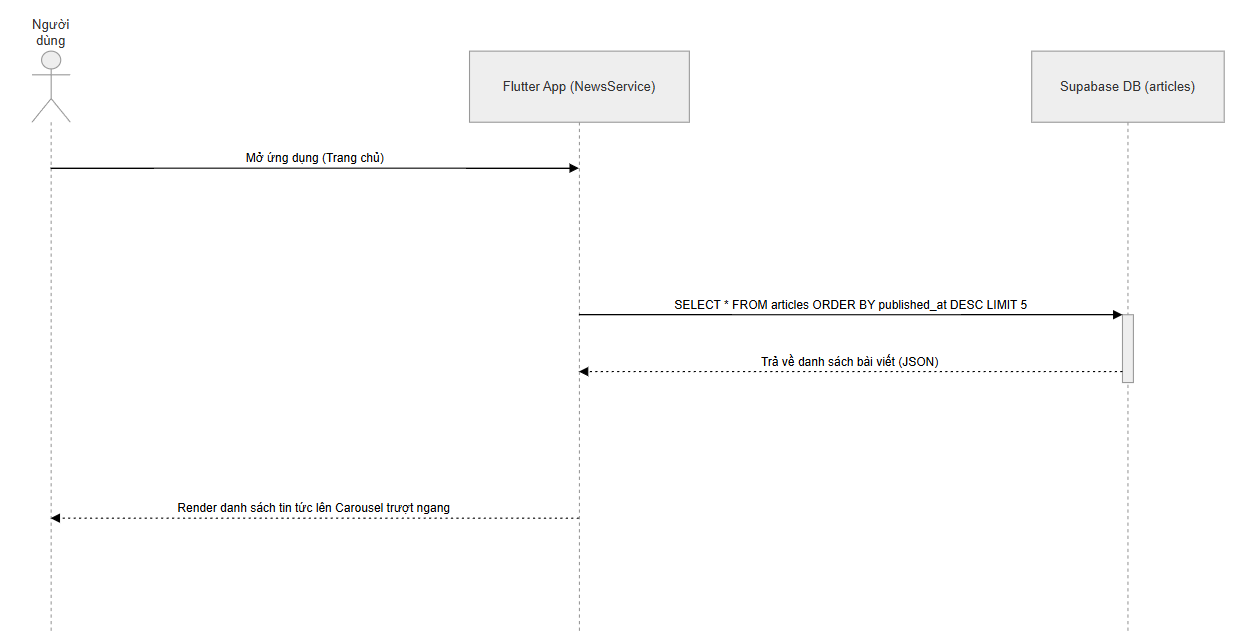 Người
dùng
Flutter App (NewsService)
Supabase DB (articles)
Mở ứng dụng (Trang chủ)
SELECT * FROM articles ORDER BY published_at DESC LIMIT 5
Trả về danh sách bài viết (JSON)
Render danh sách tin tức lên Carousel trượt ngang